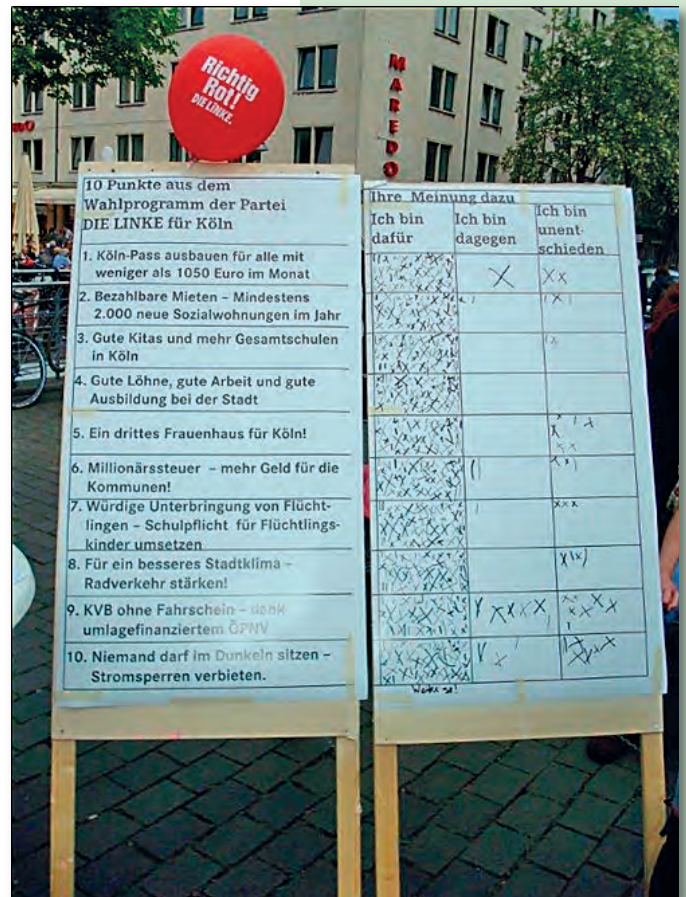 Richtig
Rot!
DIE LINKE.
MAREDO
10 Punkte aus dem
Wahlprogramm der Partei
DIE LINKE für Köln
1. Köln-Pass ausbauen für alle mit
weniger als 1050 Euro im Monat
2. Bezahlbare Mieten – Mindestens
2.000 neue Sozialwohnungen im Jahr
3. Gute Kitas und mehr Gesamtschulen
in Köln
4. Gute Löhne, gute Arbeit und gute
Ausbildung bei der Stadt
5. Ein drittes Frauenhaus für Köln!
6. Millionärssteuer – mehr Geld für die
Kommunen!
7. Würdige Unterbringung von Flücht-
lingen – Schulpflicht für Flüchtlings-
kinder umsetzen
8. Für ein besseres Stadtklima –
Radverkehr stärken!
9. KVB ohne Fahrschein – dank
umlagefinanziertem ÖPNV
10. Niemand darf im Dunkeln sitzen –
Stromsperren verbieten.
Ihre Meinung dazu
Ich bin
dafür
Ich bin
dagegen
Ich bin
unent-
schieden